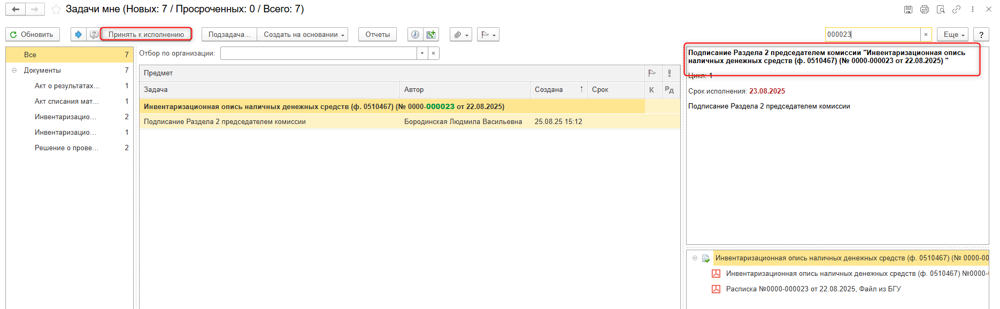 Задачи мне (Новых: 7 / Просроченных: 0 / Всего: 7)
Обновить
Принять к исполнению
Подзадача...
Создать на основании
Отчеты
000023
×
Еще
?
Все 7
Документы 7
Акт о результатах... 1
Акт списания мат... 1
Инвентаризацио... 2
Инвентаризацио... 1
Решение о прове... 2
Отбор по организации:
×
Предмет
Задача Автор Создана ↑ Срок К Рд
Инвентаризационная опись наличных денежных средств (ф. 0510467) (№ 0000-000023 от 22.08.2025)
Подписание Раздела 2 председателем комиссии Бородинская Людмила Васильевна 25.08.25 15:12
Подписание Раздела 2 председателем комиссии "Инвентаризационная опись
наличных денежных средств (ф. 0510467) (№ 0000-000023 от 22.08.2025) "
Цикл: 1
Срок исполнения: 23.08.2025
Подписание Раздела 2 председателем комиссии
Инвентаризационная опись наличных денежных средств (ф. 0510467) (№ 0000-00
Инвентаризационная опись наличных денежных средств (ф. 0510467) №0000-
Расписка №0000-000023 от 22.08.2025, Файл из БГУ